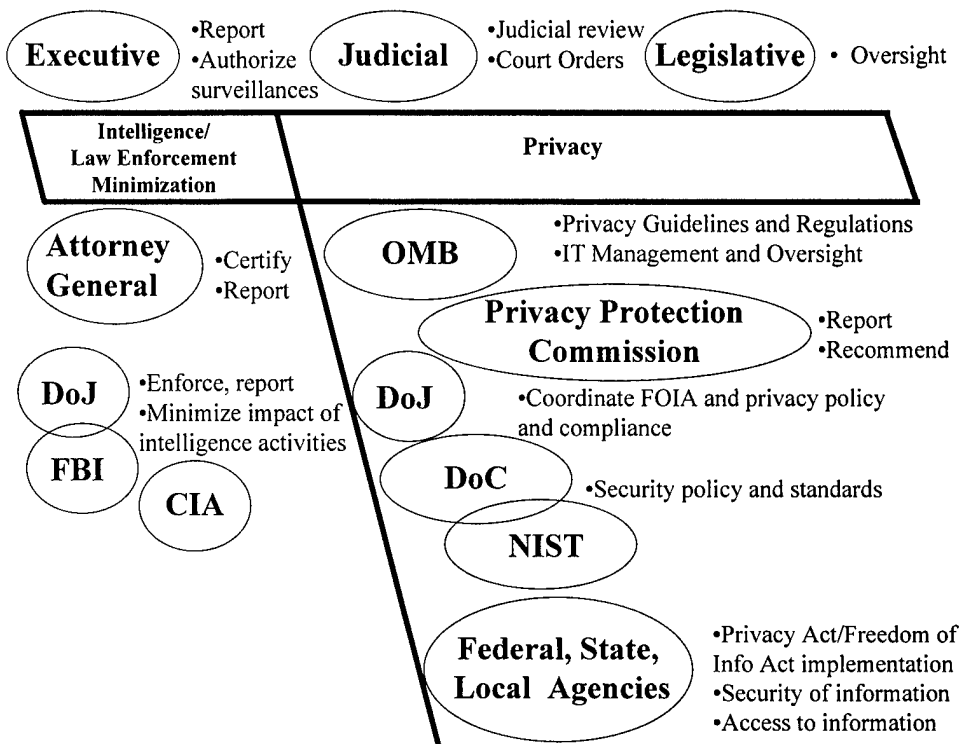 Executive
•Report
•Authorize
surveillances
Judicial
•Judicial review
•Court Orders
Legislative
• Oversight
Intelligence/
Law Enforcement
Minimization
Privacy
Attorney
General
•Certify
•Report
OMB
•Privacy Guidelines and Regulations
•IT Management and Oversight
Privacy Protection
Commission
•Report
•Recommend
DoJ
•Enforce, report
•Minimize impact of
intelligence activities
FBI
CIA
DoJ
•Coordinate FOIA and privacy policy
and compliance
DoC
•Security policy and standards
NIST
Federal, State,
Local Agencies
•Privacy Act/Freedom of
Info Act implementation
•Security of information
•Access to information